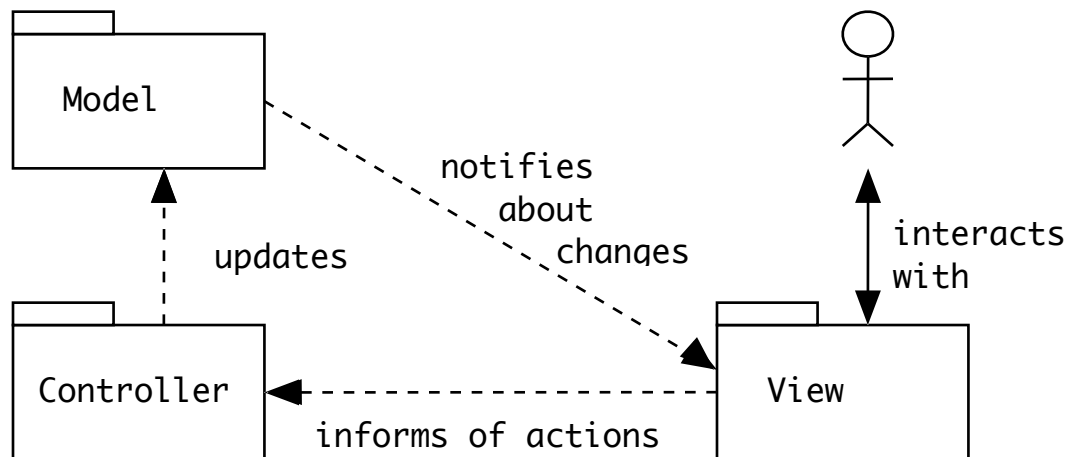 Model
notifies
about
changes
updates
interacts
with
Controller
View
informs of actions